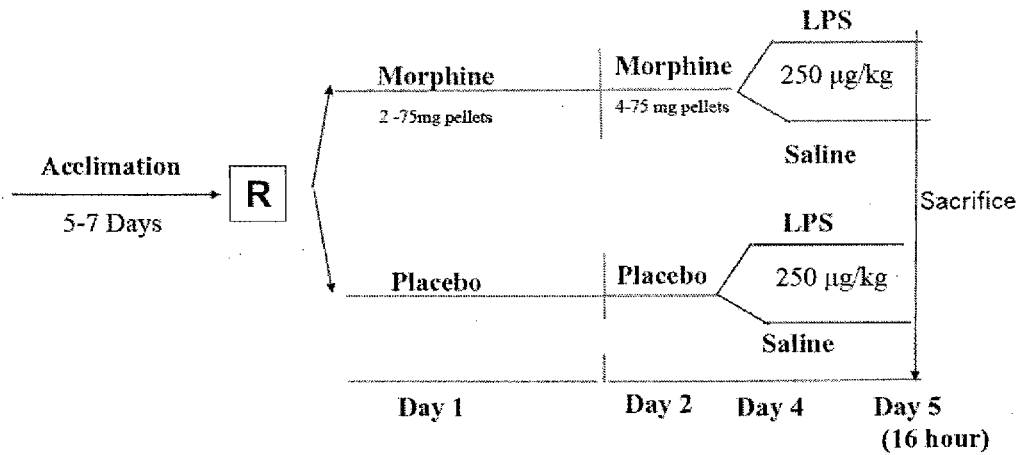 LPS
Morphine
Morphine
250 µg/kg
2 -75mg pellets
4-75 mg pellets
Saline
Acclimation
R
5-7 Days
Sacrifice
LPS
Placebo
Placebo
250 µg/kg
Saline
Day 1
Day 2
Day 4
Day 5
(16 hour)